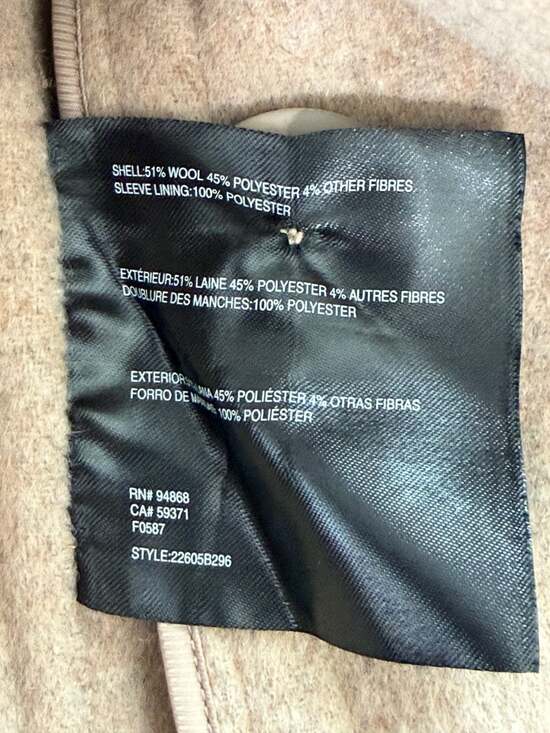 SHELL:51% WOOL 45% POLYESTER 4% OTHER FIBRES
SLEEVE LINING:100% POLYESTER
EXTÉRIEUR:51% LAINE 45% POLYESTER 4% AUTRES FIBRES
DOUBLURE DES MANCHES:100% POLYESTER
45% POLIÉSTER 4% OTRAS FIBRAS
FORRO DE 100% POLIÉSTER
RN# 94868
CA# 59371
F0587
STYLE:22605B296